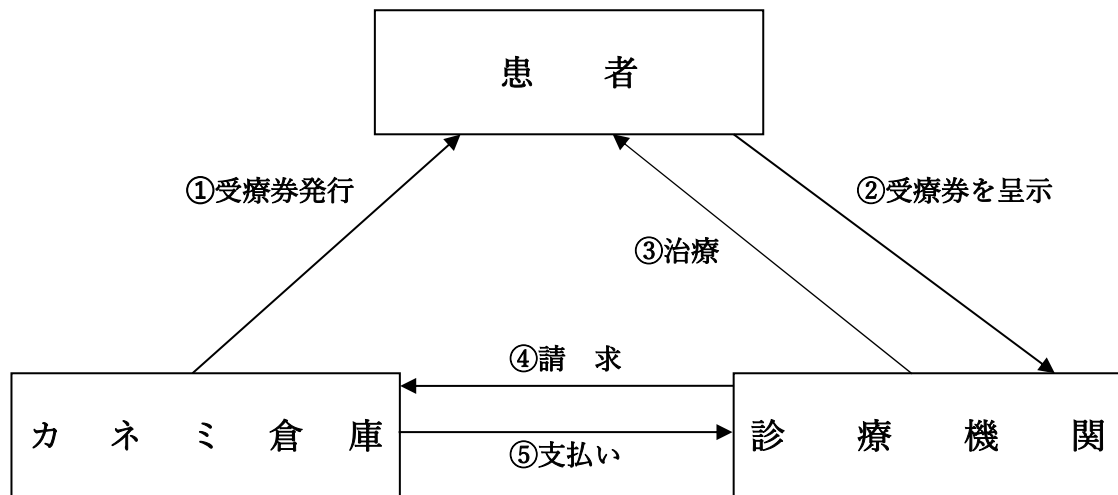 患　者
①受療券発行
②受療券を呈示
③治療
④請　求
カネミ倉庫
⑤支払い
診療機関